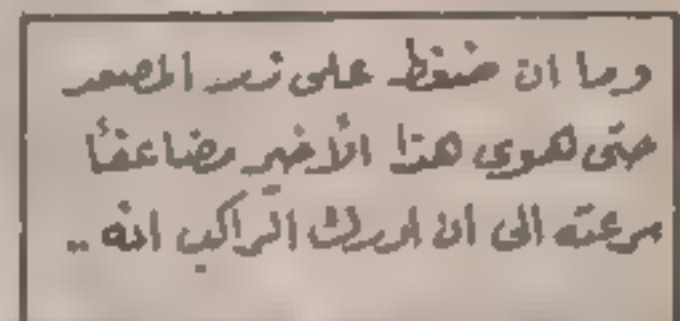 وما ان ضغط على زر المصعد
حتى هوى هذا الأخير مضاعفاً
سرعته الى ان ادرك الراكب انه ..